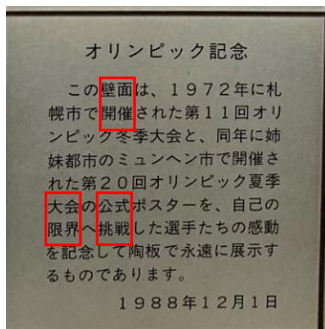 オリンピック記念
この壁面は、1972年に札
幌市で開催された第11回オリ
ンピック冬季大会と、同年に姉
妹都市のミュンヘン市で開催さ
れた第20回オリンピック夏季
大会の公式ポスターを、自己の
限界へ挑戦した選手たちの感動
を記念して陶板で永遠に展示す
るものであります。
1988年12月1日